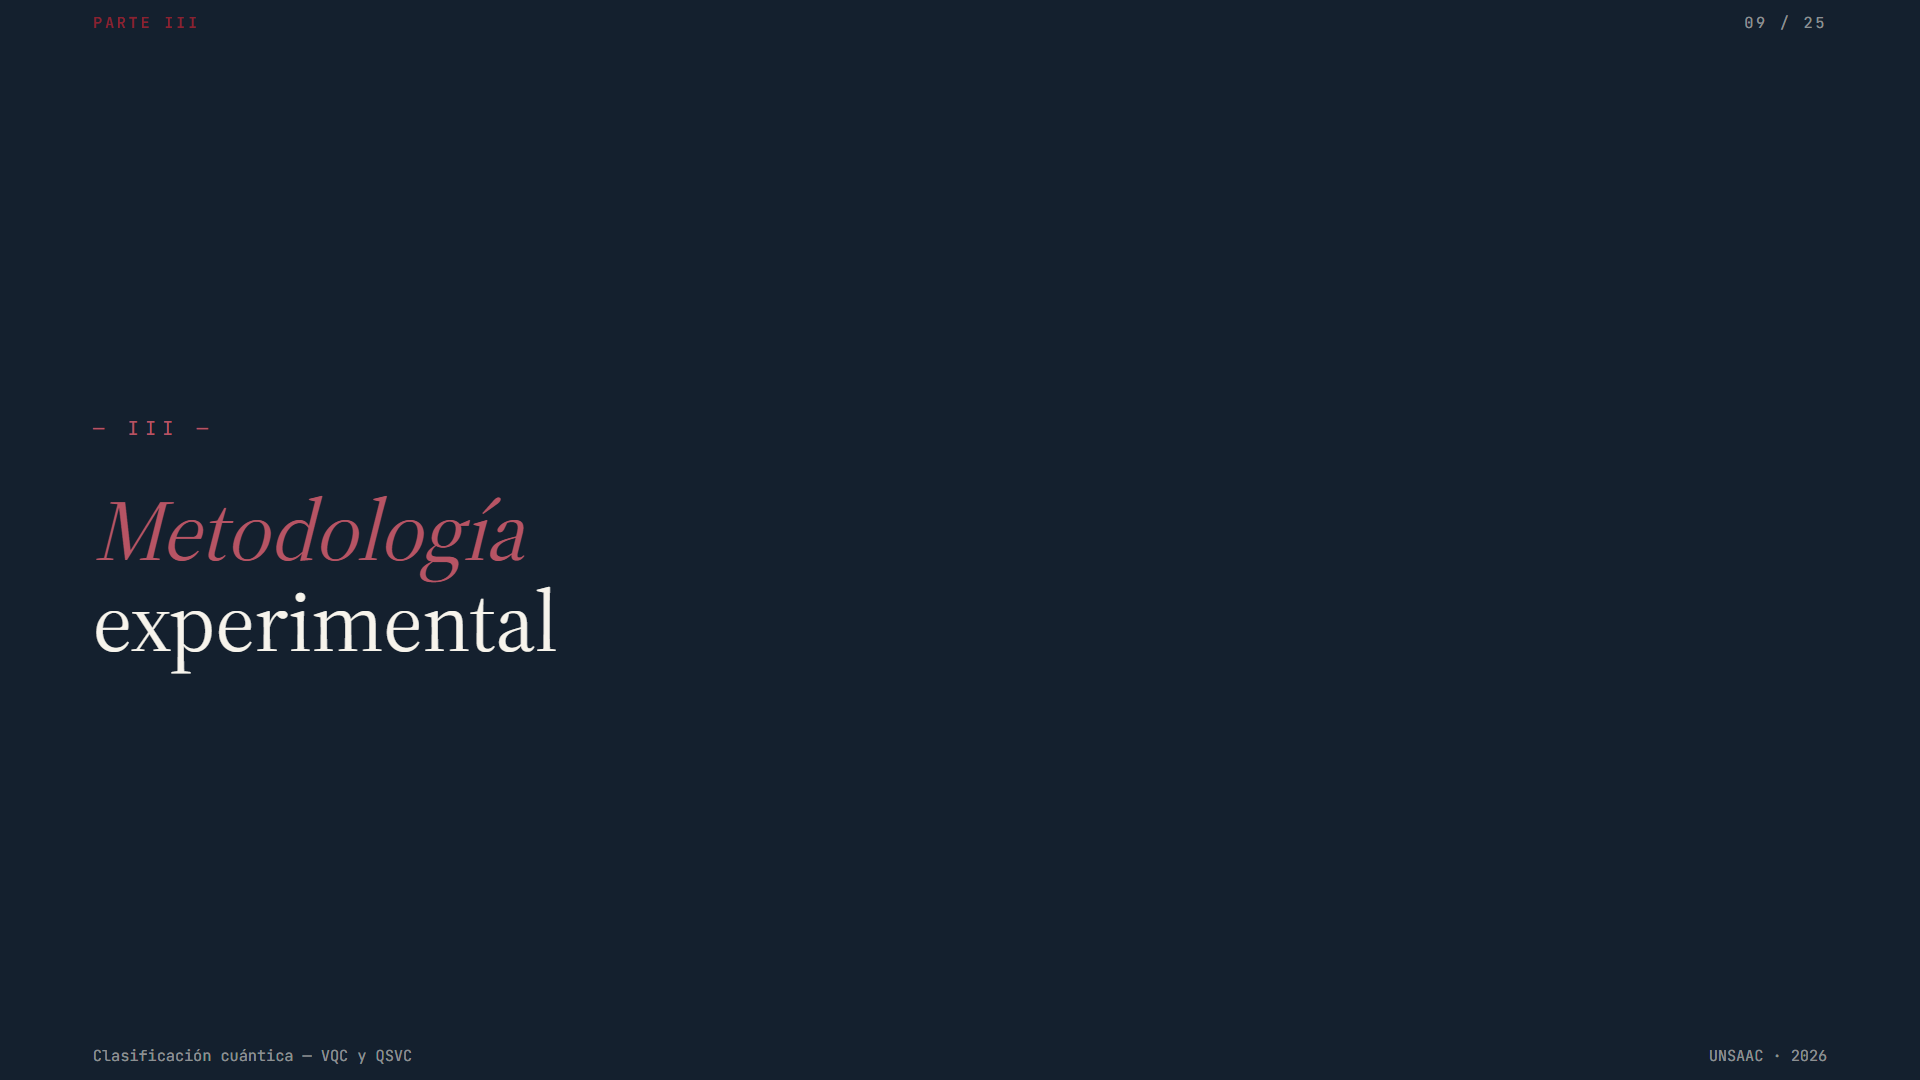 PARTE III
09 / 25
— III —
Metodología
experimental
Clasificación cuántica — VQC y QSVC
UNSAAC · 2026